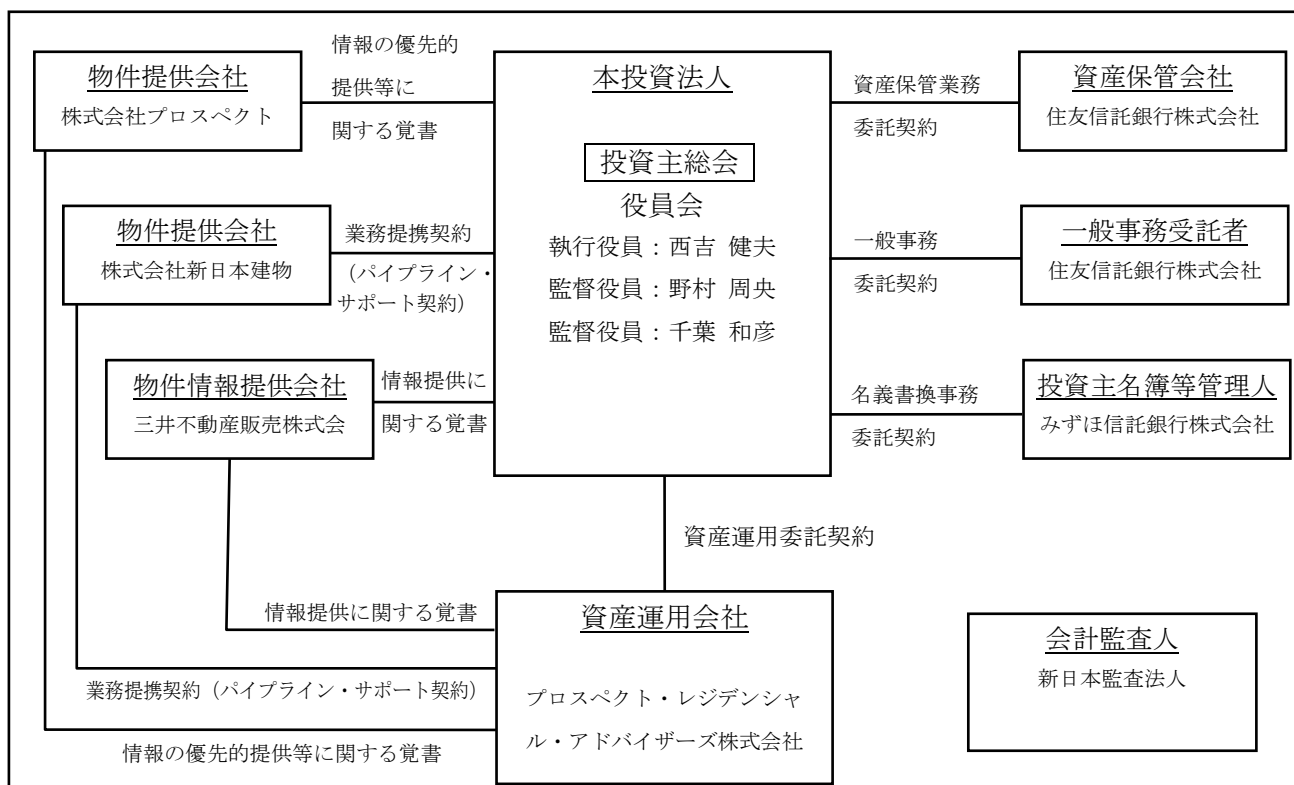 物件提供会社
株式会社プロスペクト
情報の優先的
提供等に
関する覚書
本投資法人
投資主総会
役員会
執行役員：西吉 健夫
監督役員：野村 周央
監督役員：千葉 和彦
資産保管業務
委託契約
資産保管会社
住友信託銀行株式会社
物件提供会社
株式会社新日本建物
業務提携契約
（パイプライン・
サポート契約）
一般事務
委託契約
一般事務受託者
住友信託銀行株式会社
物件情報提供会社
三井不動産販売株式会
情報提供に
関する覚書
名義書換事務
委託契約
投資主名簿等管理人
みずほ信託銀行株式会社
資産運用委託契約
情報提供に関する覚書
業務提携契約（パイプライン・サポート契約）
情報の優先的提供等に関する覚書
資産運用会社
プロスペクト・レジデンシャ
ル・アドバイザーズ株式会社
会計監査人
新日本監査法人